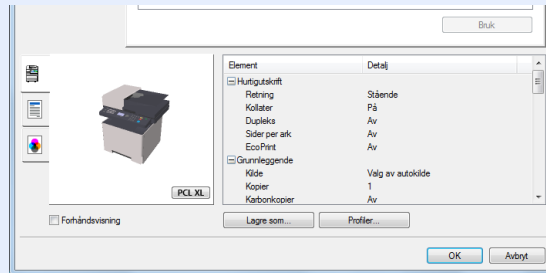 Bruk
Element Detalj
Hurtigutskrift
Retning Stående
Kollater På
Dupleks Av
Sider per ark Av
EcoPrint Av
Grunnleggende
Kilde Valg av autokilde
Kopier 1
Karbonkopier Av
PCL XL
Forhåndsvisning Lagre som... Profiler...
OK Avbryt